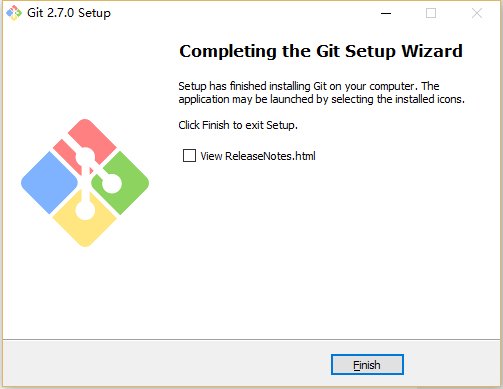 Git 2.7.0 Setup
Completing the Git Setup Wizard
Setup has finished installing Git on your computer. The
application may be launched by selecting the installed icons.
Click Finish to exit Setup.
View ReleaseNotes.html
Finish